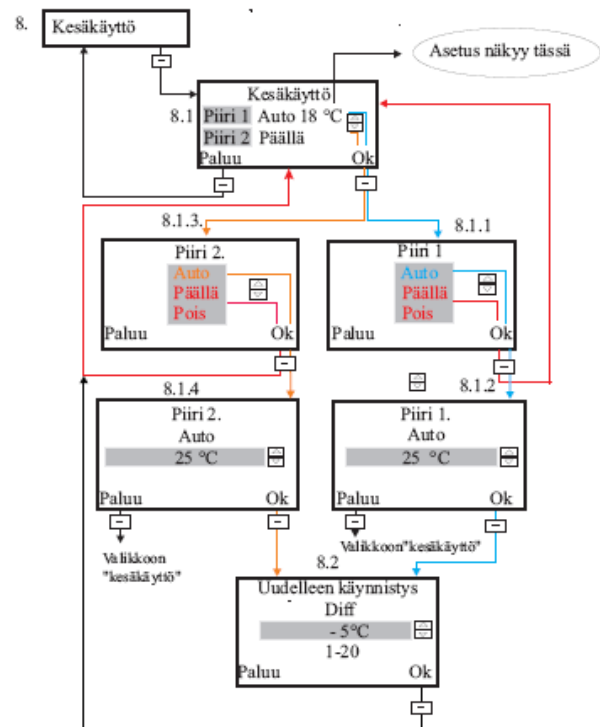 8. Kesäkäyttö
Asetus näkyy tässä
Kesäkäyttö
8.1 Piiri 1 Auto 18 °C
Piiri 2 Päällä
Paluu Ok
8.1.3.
Piiri 2.
Auto
Päällä
Pois
Paluu Ok
8.1.1
Piiri 1
Auto
Päällä
Pois
Paluu Ok
8.1.4
Piiri 2.
Auto
25 °C
Paluu Ok
Valikkoon
"kesäkäyttö"
8.1.2
Piiri 1.
Auto
25 °C
Paluu Ok
Valikkoon"kesäkäyttö"
8.2
Uudelleen käynnistys
Diff
- 5°C
1-20
Paluu Ok